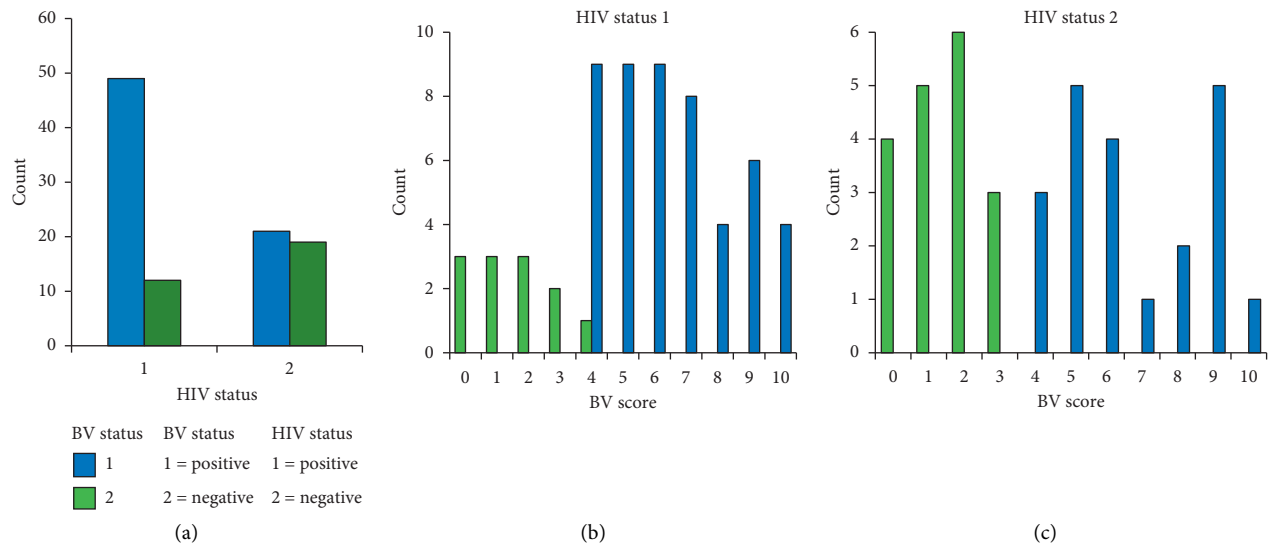 60
50
40
30
20
10
0
Count
1 2
HIV status
BV status BV status HIV status
1 1 = positive 1 = positive
2 2 = negative 2 = negative
(a)
HIV status 1
10
8
6
4
2
0
Count
0 1 2 3 4 5 6 7 8 9 10
BV score
(b)
HIV status 2
6
5
4
3
2
1
0
Count
0 1 2 3 4 5 6 7 8 9 10
BV score
(c)